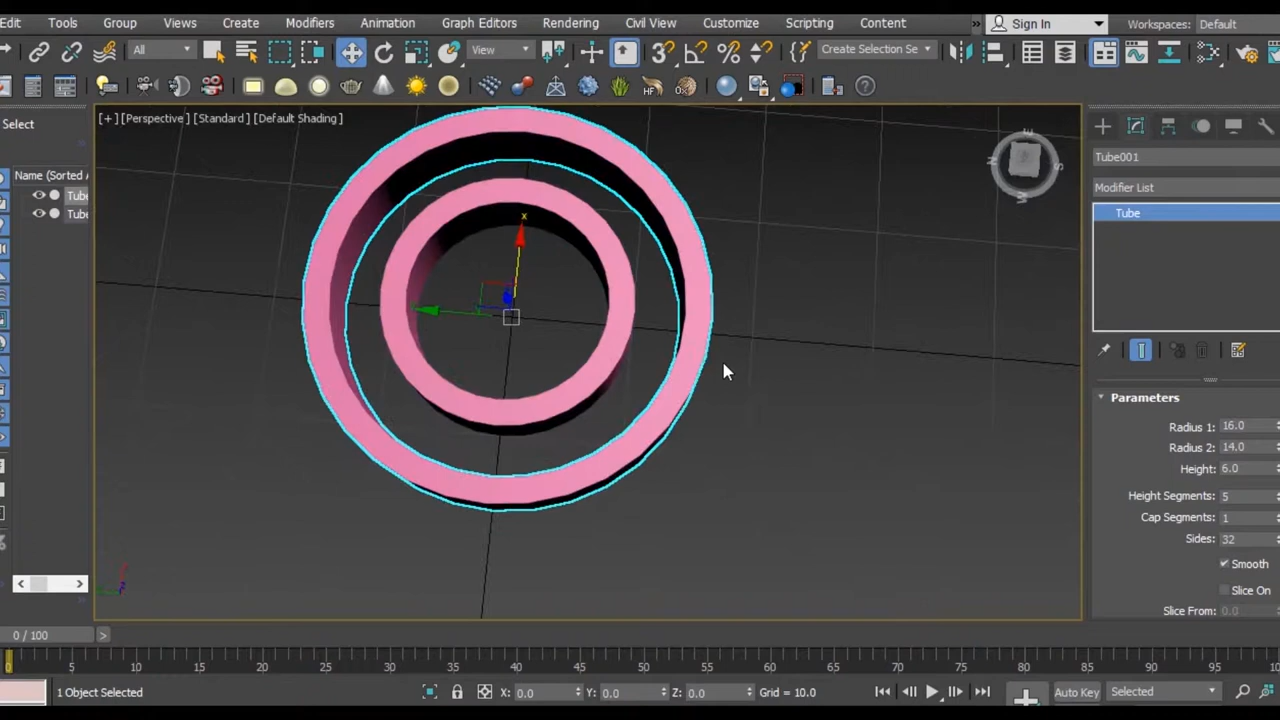 Edit Tools Group Views Create Modifiers Animation Graph Editors Rendering Civil View Customize Scripting Content » Sign In Workspaces: Default
All View 3 % Create Selection Se
HF
Select
[+] [Perspective] [Standard] [Default Shading]
E
N S
W
Tube001
Name (Sorted A
Modifier List
Tube
Tube
Tube
x
Parameters
Radius 1: 16.0
Radius 2: 14.0
Height: 6.0
Height Segments: 5
Cap Segments: 1
Sides: 32
Smooth
Slice On
Slice From: 0.0
0 / 100 >
0 5 10 15 20 25 30 35 40 45 50 55 60 65 70 75 80 85 90 95 10
1 Object Selected X: 0.0 Y: 0.0 Z: 0.0 Grid = 10.0 Auto Key Selected